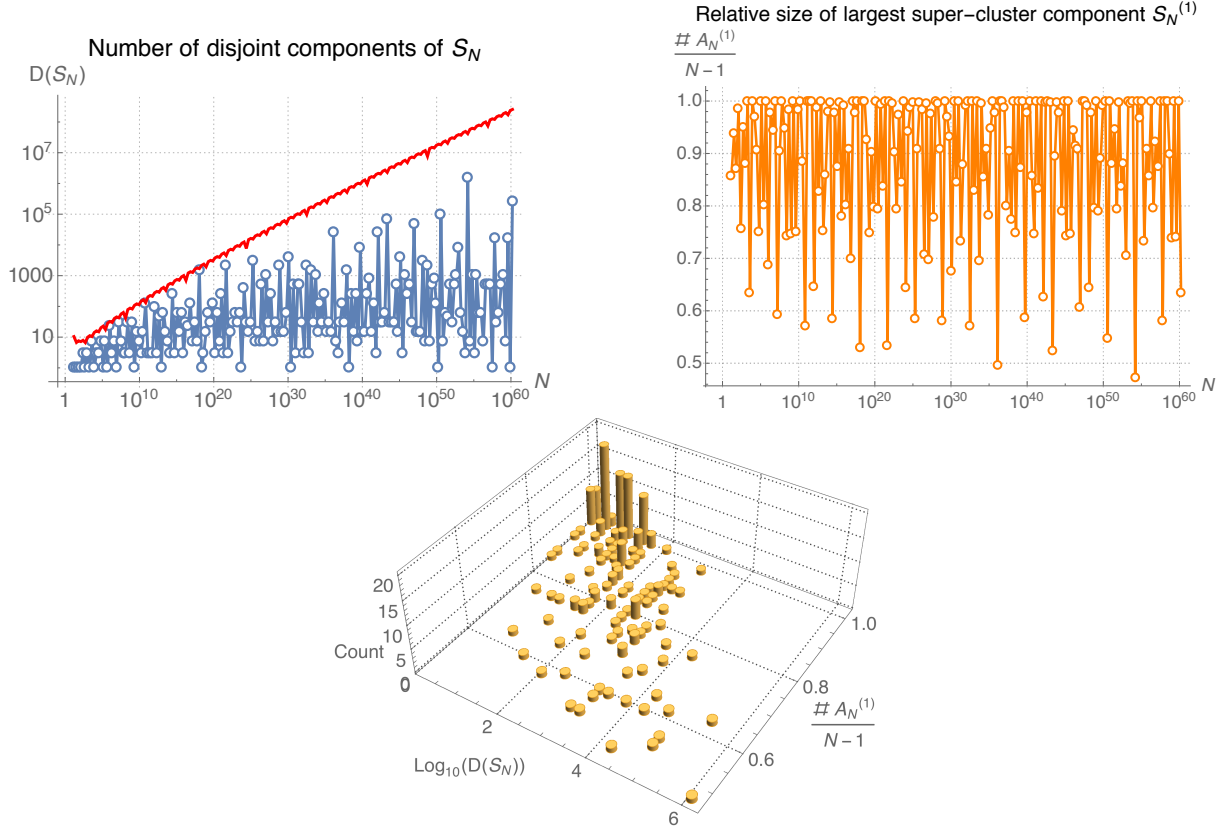 Number of disjoint components of S_N
D(S_N)
10^7
10^5
1000
10
1 10^10 10^20 10^30 10^40 10^50 10^60 N
Relative size of largest super-cluster component S_N^(1)
# A_N^(1)
N - 1
1.0
0.9
0.8
0.7
0.6
0.5
1 10^10 10^20 10^30 10^40 10^50 10^60 N
20
15
10
5
0
0
Count
2
4
6
Log_10(D(S_N))
1.0
0.8
0.6
# A_N^(1)
N - 1